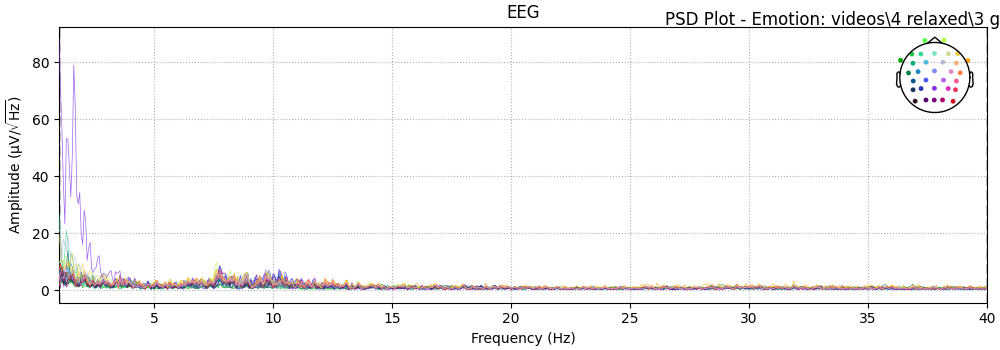 EEG
PSD Plot - Emotion: videos\4 relaxed\3 g
Amplitude (µV/√Hz)
80
60
40
20
0
5 10 15 20 25 30 35 40
Frequency (Hz)